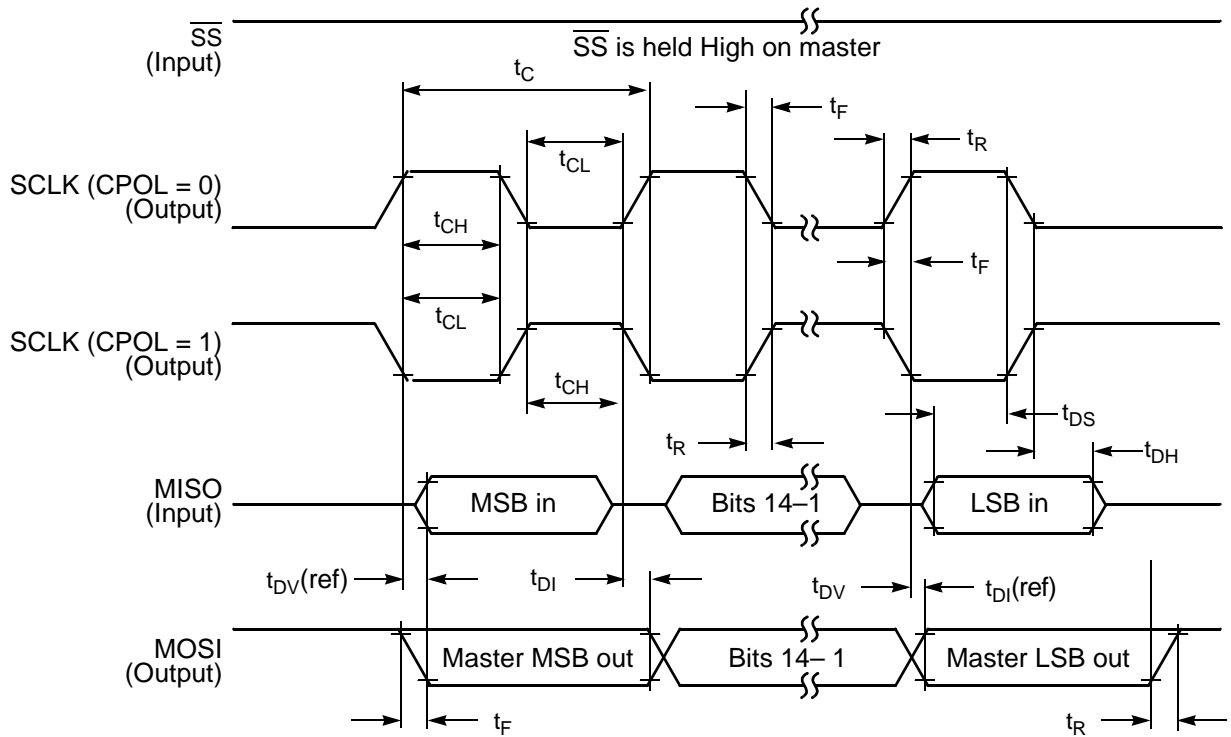 SS
(Input)
SS is held High on master
tC
tF
tR
tCL
SCLK (CPOL = 0)
(Output)
tCH
tF
tCL
SCLK (CPOL = 1)
(Output)
tCH
tDS
tR
tDH
MISO
(Input)
MSB in
Bits 14–1
LSB in
tDV(ref)
tDI
tDV
tDI(ref)
MOSI
(Output)
Master MSB out
Bits 14– 1
Master LSB out
tF
tR